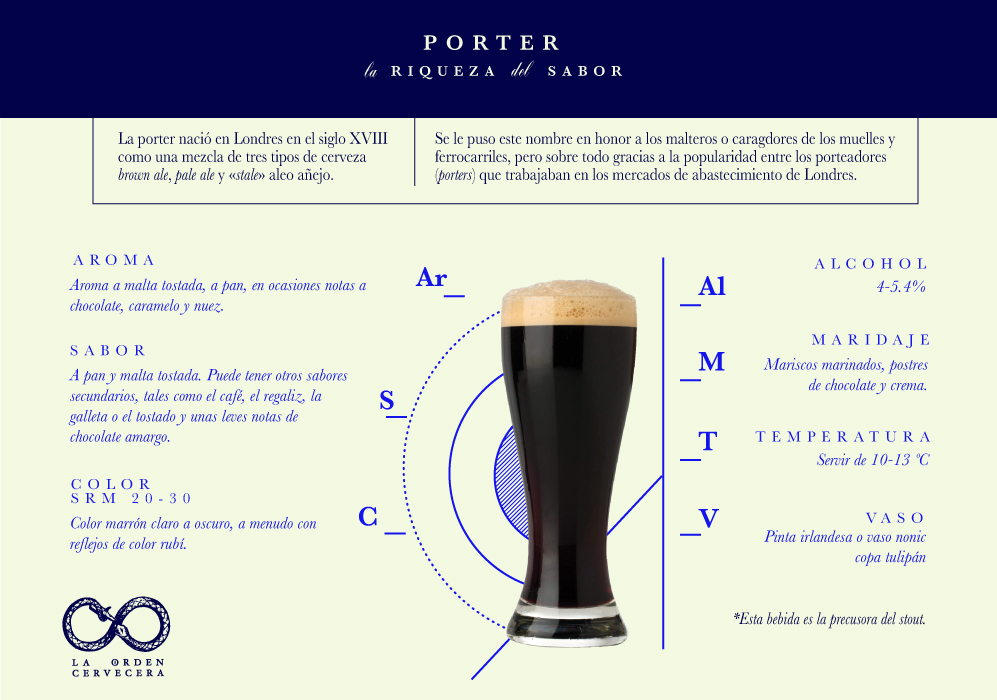 PORTER
la RIQUEZA del SABOR
La porter nació en Londres en el siglo XVIII
como una mezcla de tres tipos de cerveza
brown ale, pale ale y «stale» aleo añejo.
Se le puso este nombre en honor a los malteros o caragdores de los muelles y
ferrocarriles, pero sobre todo gracias a la popularidad entre los porteadores
(porters) que trabajaban en los mercados de abastecimiento de Londres.
AROMA
Aroma a malta tostada, a pan, en ocasiones notas a
chocolate, caramelo y nuez.
SABOR
A pan y malta tostada. Puede tener otros sabores
secundarios, tales como el café, el regaliz, la
galleta o el tostado y unas leves notas de
chocolate amargo.
COLOR
SRM 20-30
Color marrón claro a oscuro, a menudo con
reflejos de color rubí.
Ar_
S_
C_
Al
M
T
V
ALCOHOL
4-5.4%
MARIDAJE
Mariscos marinados, postres
de chocolate y crema.
TEMPERATURA
Servir de 10-13 ºC
VASO
Pinta irlandesa o vaso nonic
copa tulipán
*Esta bebida es la precusora del stout.
LA ORDEN
CERVECERA